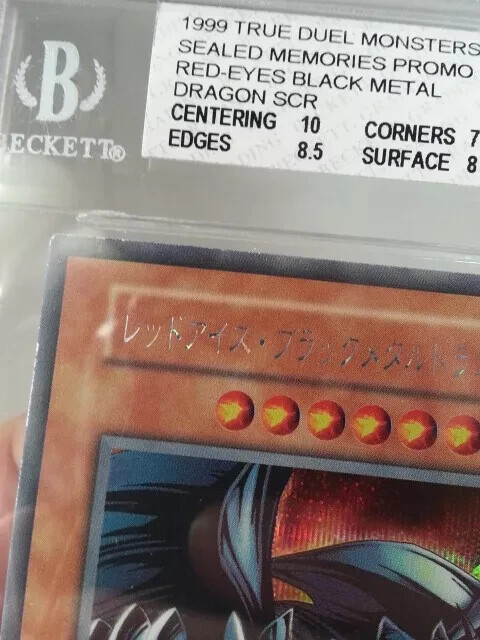 1999 TRUE DUEL MONSTERS
SEALED MEMORIES PROMO
RED-EYES BLACK METAL
DRAGON SCR
CENTERING 10 CORNERS 7
EDGES 8.5 SURFACE 8
B
BECKETT®
レッドアイズ・ブラックメタルドラ